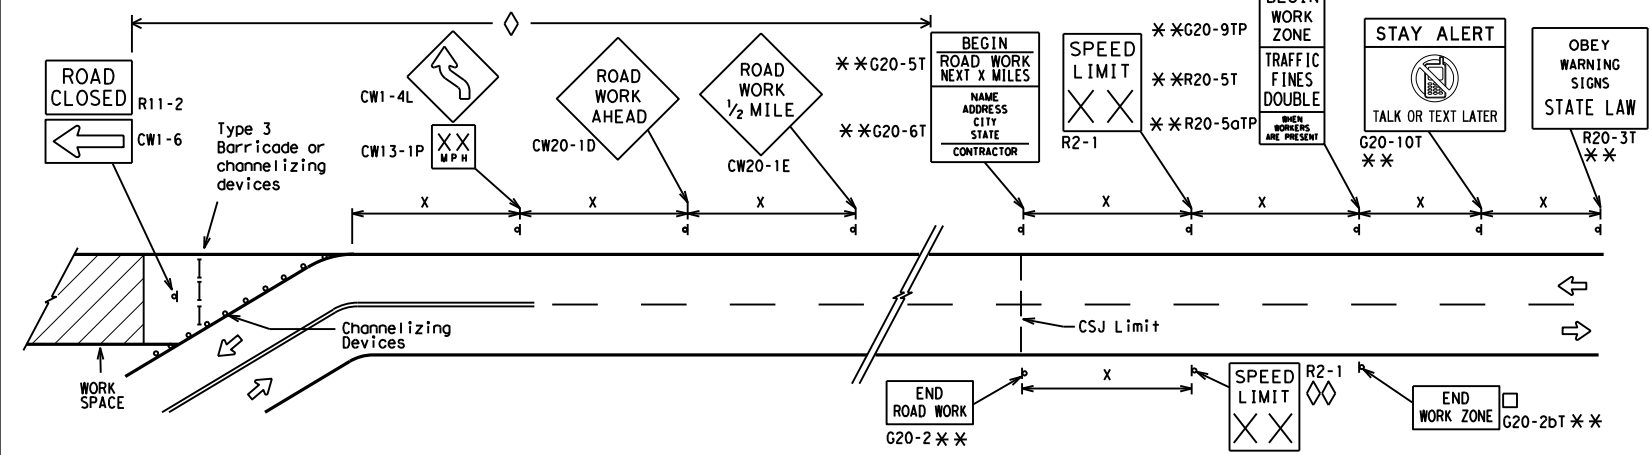 ROAD
CLOSED
R11-2
CW1-6
Type 3
Barricade or
channelizing
devices
CW1-4L
CW13-1P
X X
MPH
ROAD
WORK
AHEAD
CW20-1D
ROAD
WORK
1/2 MILE
CW20-1E
**G20-5T
**G20-6T
BEGIN
ROAD WORK
NEXT X MILES
NAME
ADDRESS
CITY
STATE
CONTRACTOR
SPEED
LIMIT
X X
R2-1
**G20-9TP
**R20-5T
**R20-5aTP
BEGIN
WORK
ZONE
TRAFFIC
FINES
DOUBLE
WHEN
WORKERS
ARE PRESENT
STAY ALERT
TALK OR TEXT LATER
G20-10T
**
OBEY
WARNING
SIGNS
STATE LAW
R20-3T
**
X X X X X X X
WORK
SPACE
Channelizing
Devices
CSJ Limit
END
ROAD WORK
G20-2 **
X
SPEED
LIMIT
X X
R2-1
END
WORK ZONE
G20-2bT **